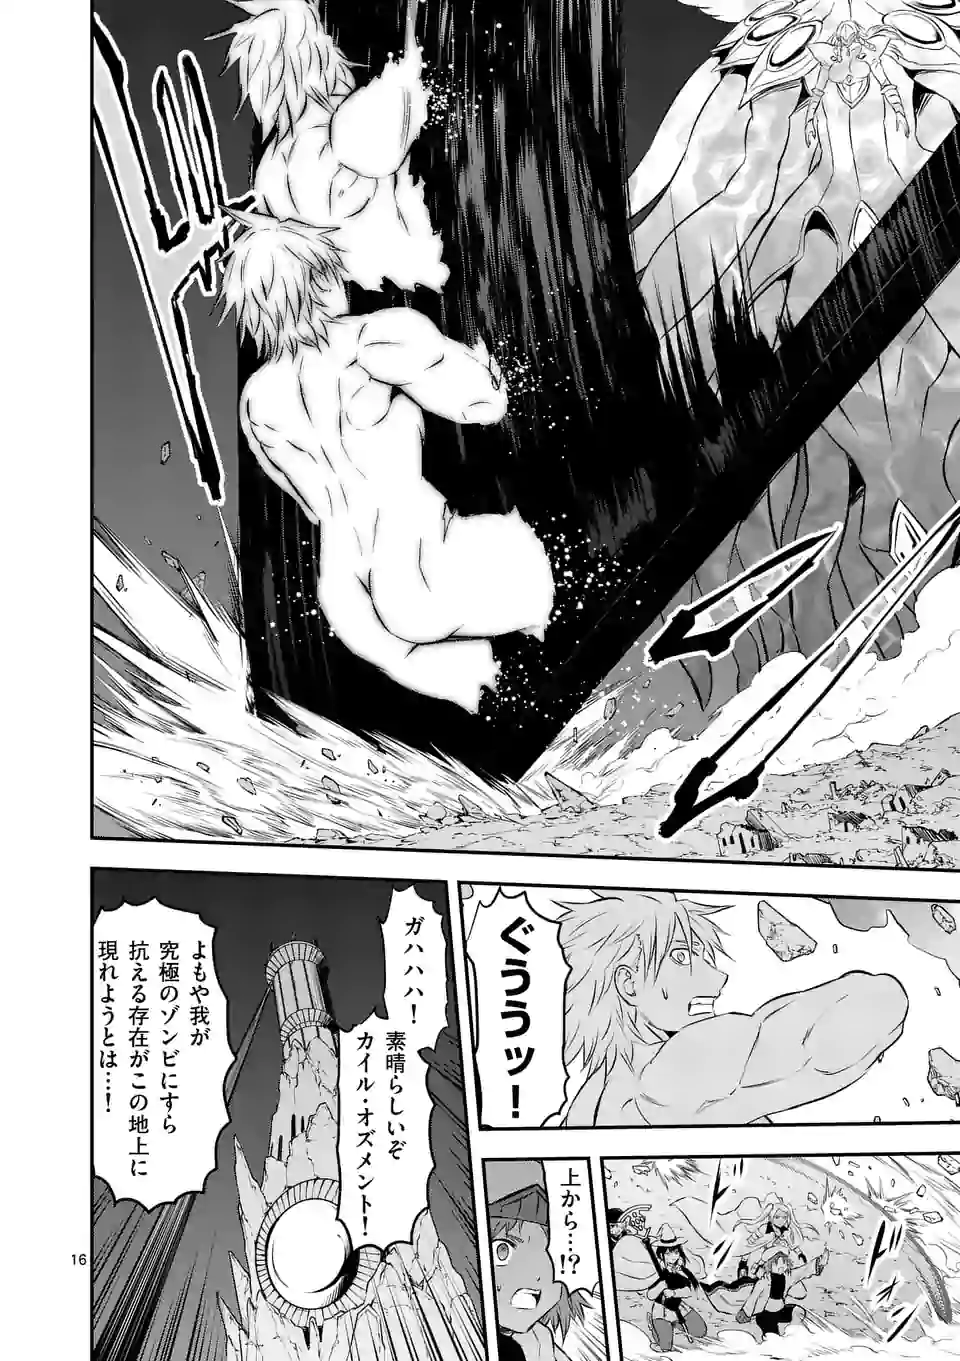 ぐううッ！
上から……!?
ガハハハ！
素晴らしいぞ
カイル・オズメント！
よもや我が
究極のゾンビにすら
抗える存在がこの地上に
現れようとは…！
16